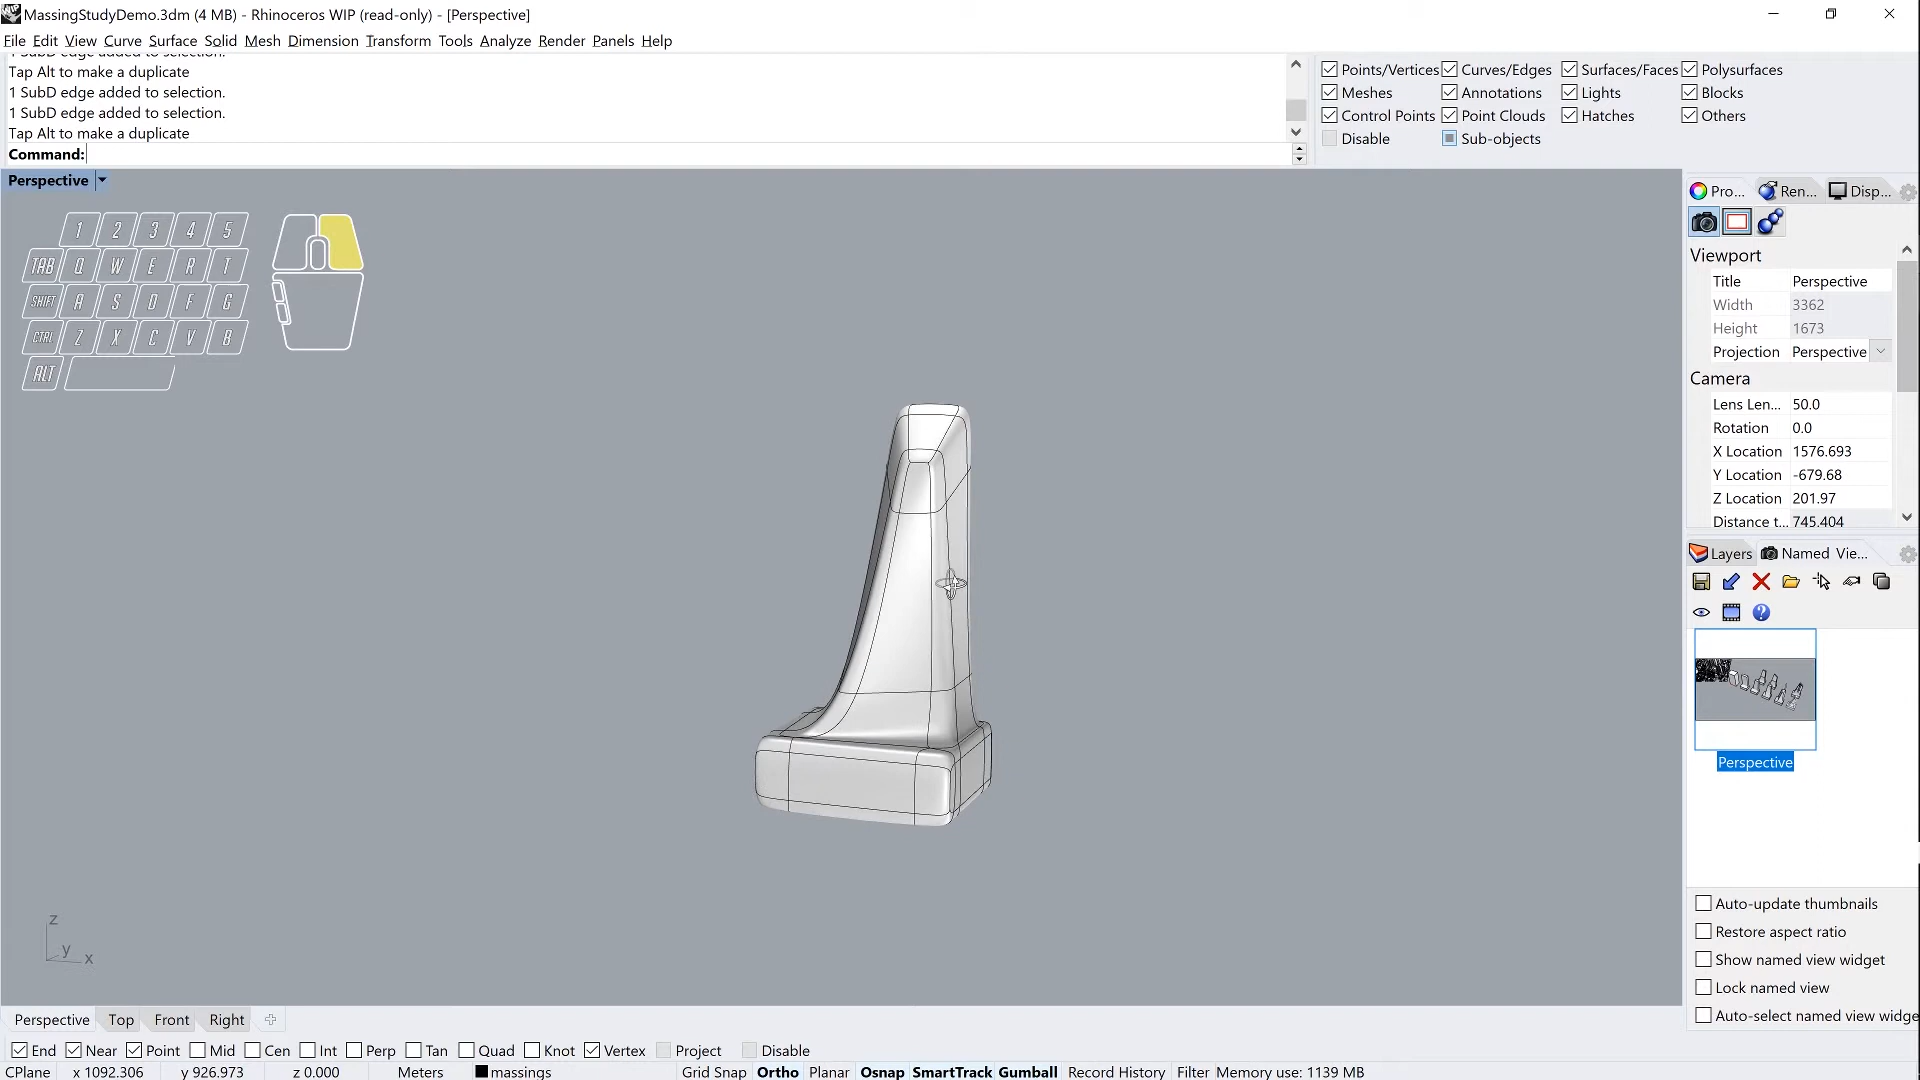 MassingStudyDemo.3dm (4 MB) - Rhinoceros WIP (read-only) - [Perspective]
File Edit View Curve Surface Solid Mesh Dimension Transform Tools Analyze Render Panels Help
1 SubD edge added to selection.
Tap Alt to make a duplicate
1 SubD edge added to selection.
1 SubD edge added to selection.
Tap Alt to make a duplicate
Command:
Points/Vertices Curves/Edges Surfaces/Faces Polysurfaces
Meshes Annotations Lights Blocks
Control Points Point Clouds Hatches Others
Disable Sub-objects
Perspective
1 2 3 4 5
TAB Q W E R T
SHIFT A S D F G
CTRL Z X C V B
ALT
Pro... Ren... Disp...
Viewport
Title Perspective
Width 3362
Height 1673
Projection Perspective
Camera
Lens Len... 50.0
Rotation 0.0
X Location 1576.693
Y Location -679.68
Z Location 201.97
Distance t... 745.404
Layers Named Vie...
Perspective
Auto-update thumbnails
Restore aspect ratio
Show named view widget
Lock named view
Auto-select named view widge
z
y x
Perspective Top Front Right
End Near Point Mid Cen Int Perp Tan Quad Knot Vertex Project Disable
CPlane x 1092.306 y 926.973 z 0.000 Meters massings Grid Snap Ortho Planar Osnap SmartTrack Gumball Record History Filter Memory use: 1139 MB